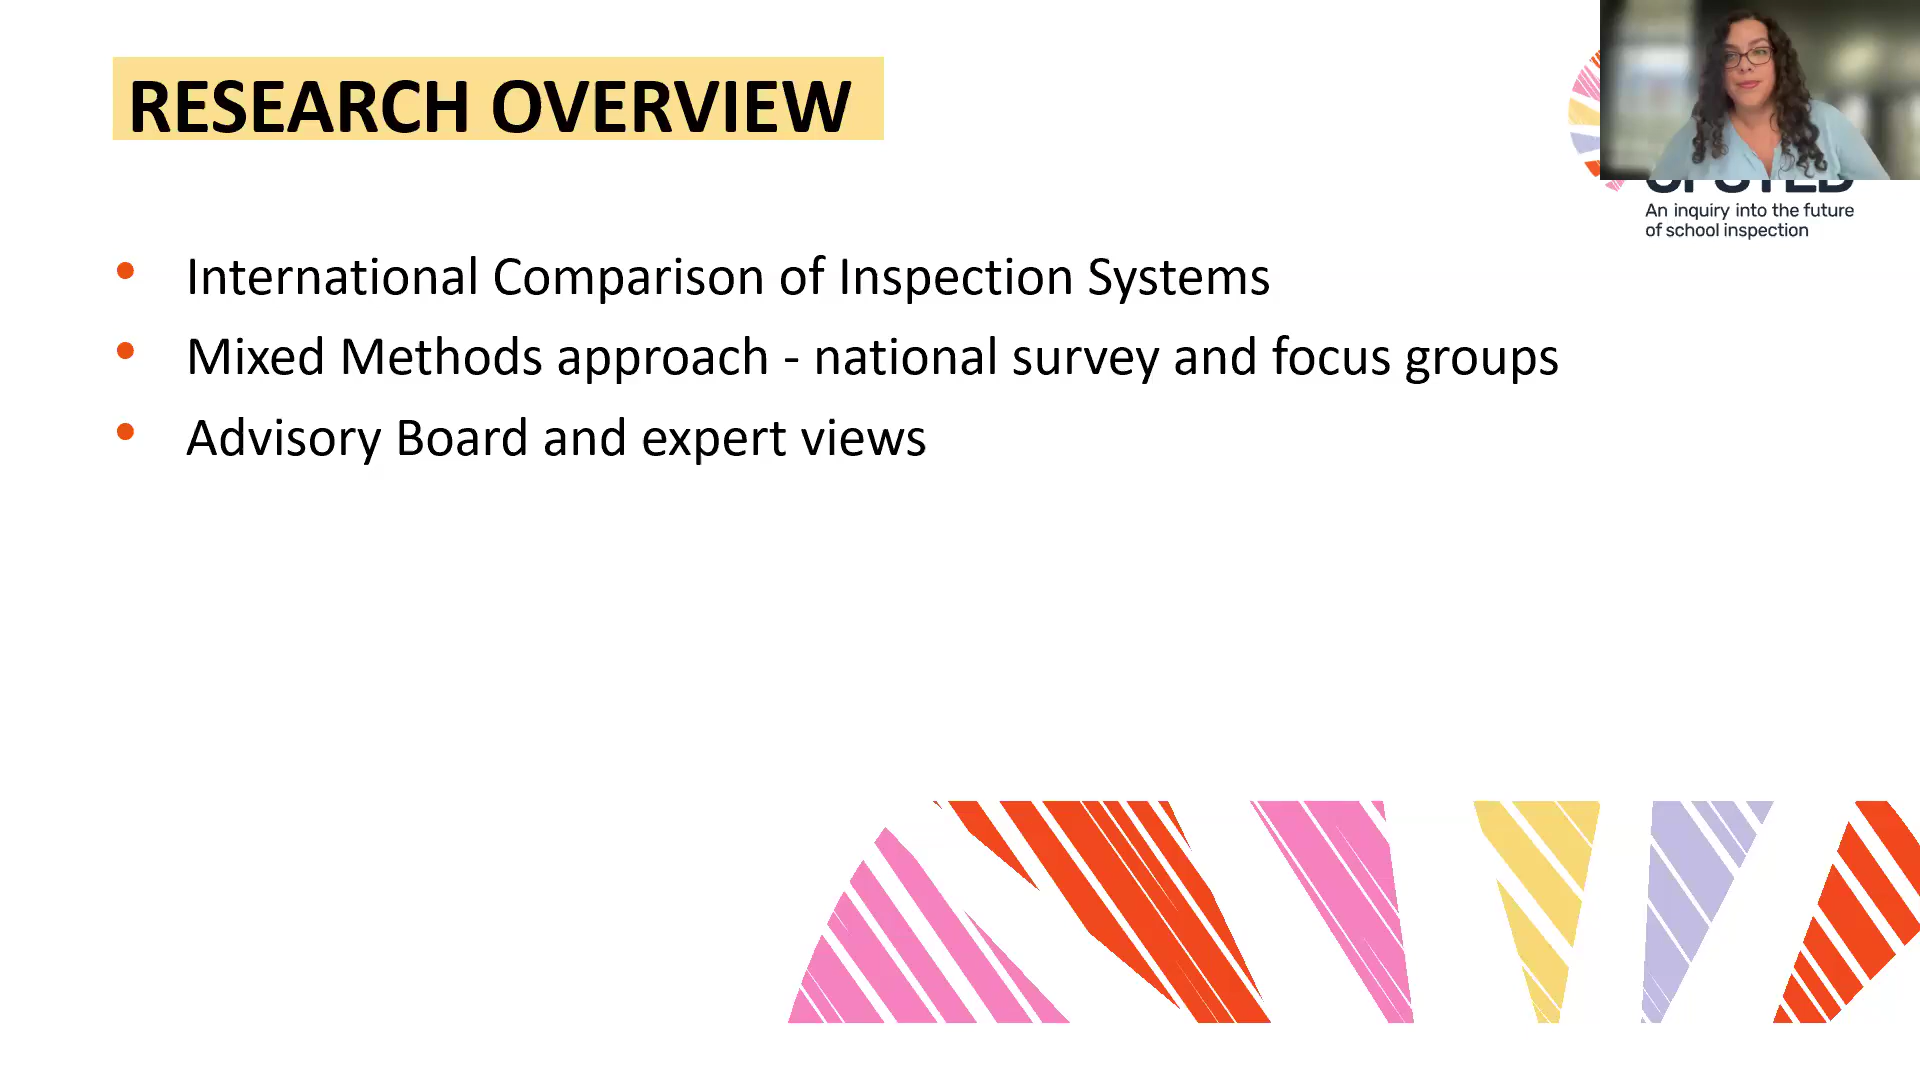 RESEARCH OVERVIEW
An inquiry into the future
of school inspection
• International Comparison of Inspection Systems
• Mixed Methods approach - national survey and focus groups
• Advisory Board and expert views